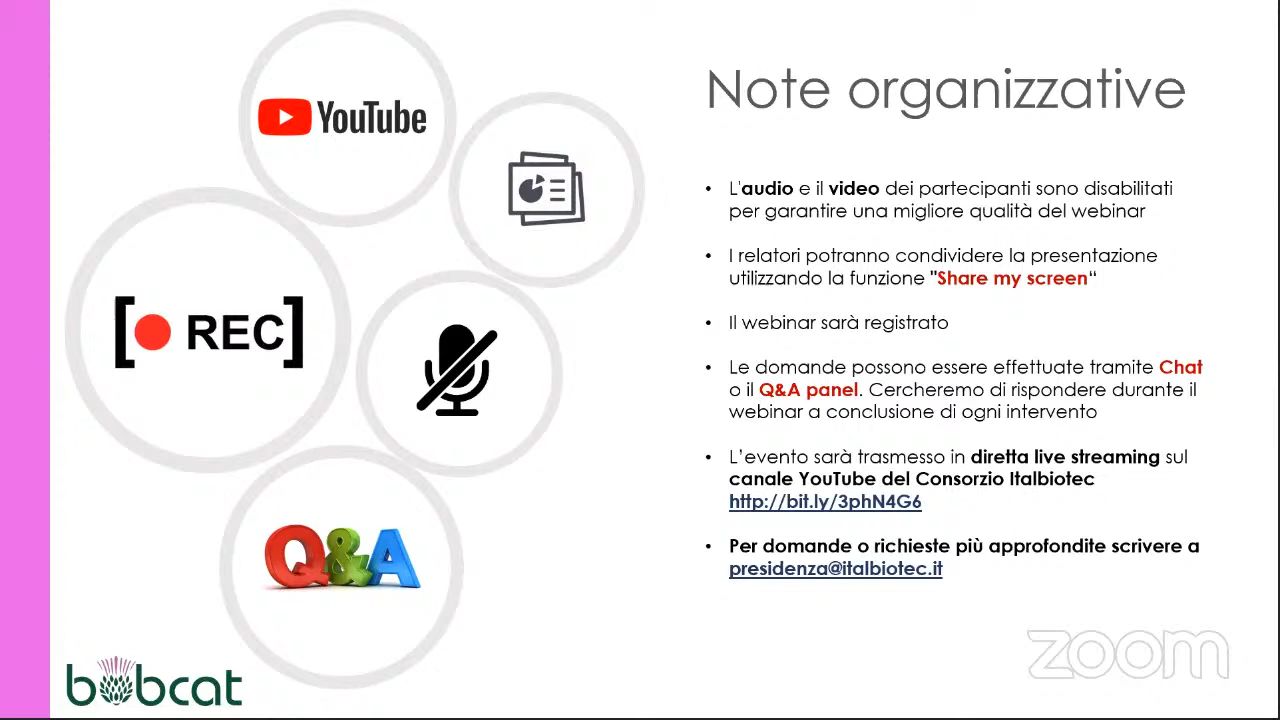 YouTube
[● REC]
Q&A
bobcat
Note organizzative
• L'audio e il video dei partecipanti sono disabilitati
per garantire una migliore qualità del webinar
• I relatori potranno condividere la presentazione
utilizzando la funzione "Share my screen“
• Il webinar sarà registrato
• Le domande possono essere effettuate tramite Chat
o il Q&A panel. Cercheremo di rispondere durante il
webinar a conclusione di ogni intervento
• L’evento sarà trasmesso in diretta live streaming sul
canale YouTube del Consorzio Italbiotec
http://bit.ly/3phN4G6
• Per domande o richieste più approfondite scrivere a
presidenza@italbiotec.it
zoom